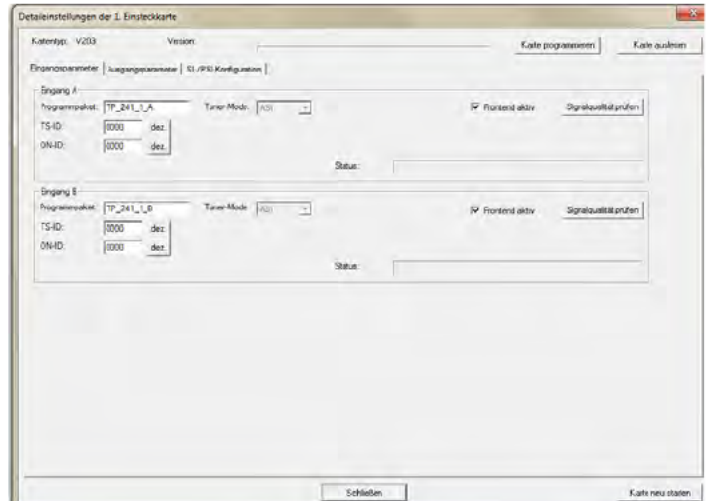 Detaileinstellungen der 1. Einsteckkarte
Kartentyp: V203 Version: Karte programmieren Karte auslesen
Eingangsparameter Ausgangsparameter SI-/PSI-Konfiguration
Eingang A
Programmpaket: TP_241_1_A Tuner-Mode: ASI Frontend aktiv Signalqualität prüfen
TS-ID: 0000 dez.
ON-ID: 0000 dez.
Status:
Eingang B
Programmpaket: TP_241_1_B Tuner-Mode: ASI Frontend aktiv Signalqualität prüfen
TS-ID: 0000 dez.
ON-ID: 0000 dez.
Status:
Schließen Karte neu starten